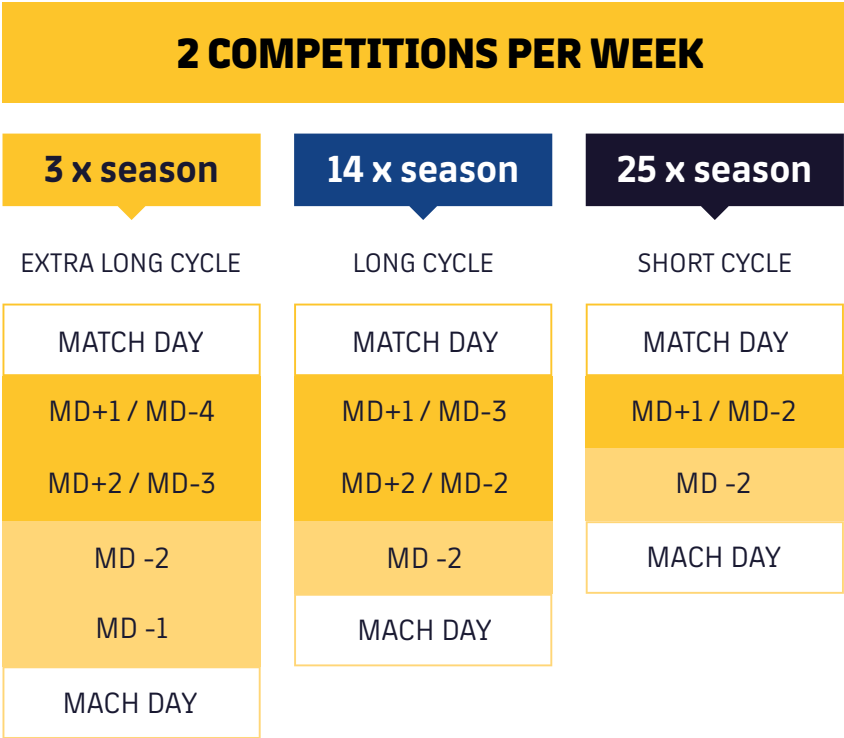 2 COMPETITIONS PER WEEK
3 x season
EXTRA LONG CYCLE
MATCH DAY
MD+1 / MD-4
MD+2 / MD-3
MD -2
MD -1
MACH DAY
14 x season
LONG CYCLE
MATCH DAY
MD+1 / MD-3
MD+2 / MD-2
MD -2
MACH DAY
25 x season
SHORT CYCLE
MATCH DAY
MD+1 / MD-2
MD -2
MACH DAY